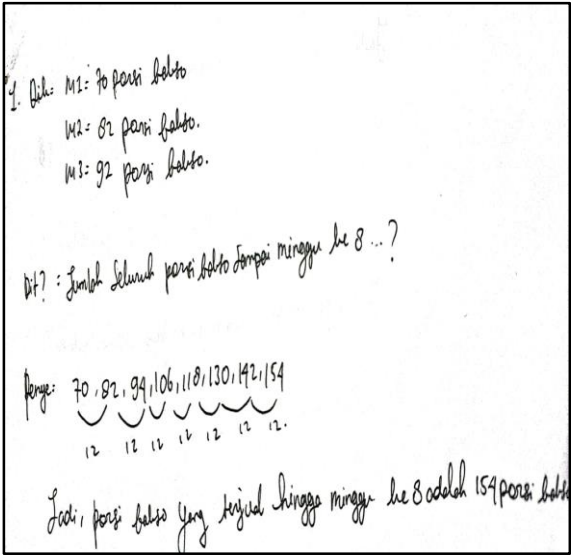 1. Dik: M1: 70 porsi bakso
M2= 82 porsi bakso.
M3: 92 porsi bakso.
Dit? : Jumlah seluruh porsi bakso sampai minggu ke 8 ...?
Penye: 70, 82, 94, 106, 118, 130, 142, 154
12 12 12 12 12 12 12.
Jadi, porsi bakso yang terjual hingga minggu ke 8 adalah 154 porsi bakso